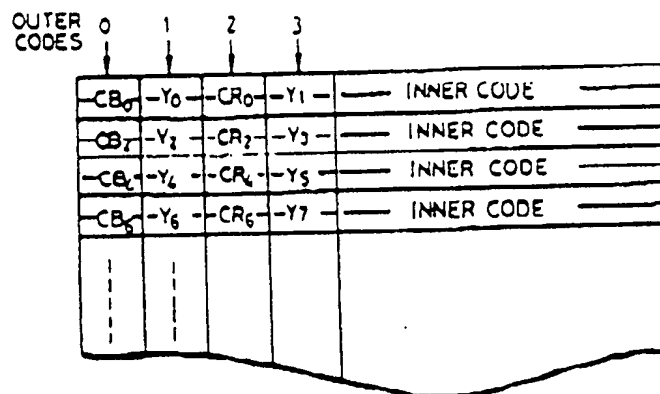 OUTER CODES 0 1 2 3
CB0 Y0 CR0 Y1 INNER CODE
CB2 Y2 CR2 Y3 INNER CODE
CB4 Y4 CR4 Y5 INNER CODE
CB6 Y6 CR6 Y7 INNER CODE